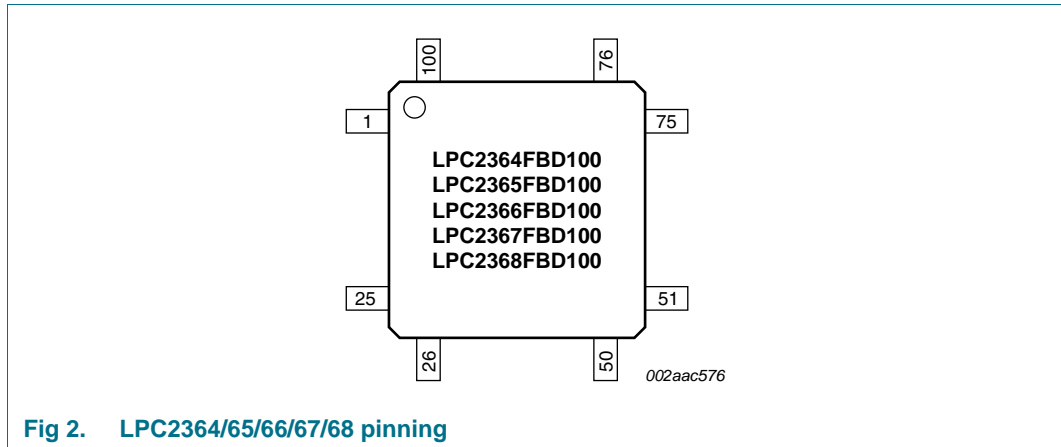 100 76
1 75
LPC2364FBD100
LPC2365FBD100
LPC2366FBD100
LPC2367FBD100
LPC2368FBD100
25 51
26 50
002aac576
Fig 2. LPC2364/65/66/67/68 pinning